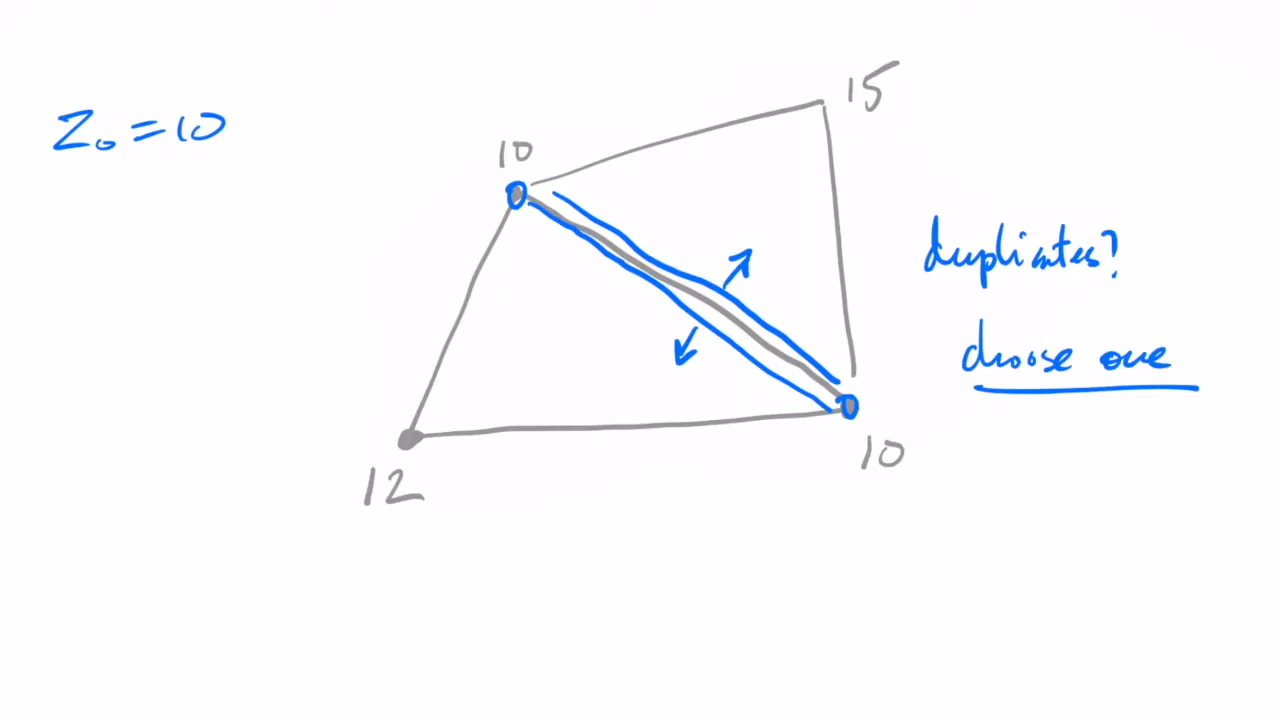 15
Z₀ = 10
10
duplicates?
choose one
10
12